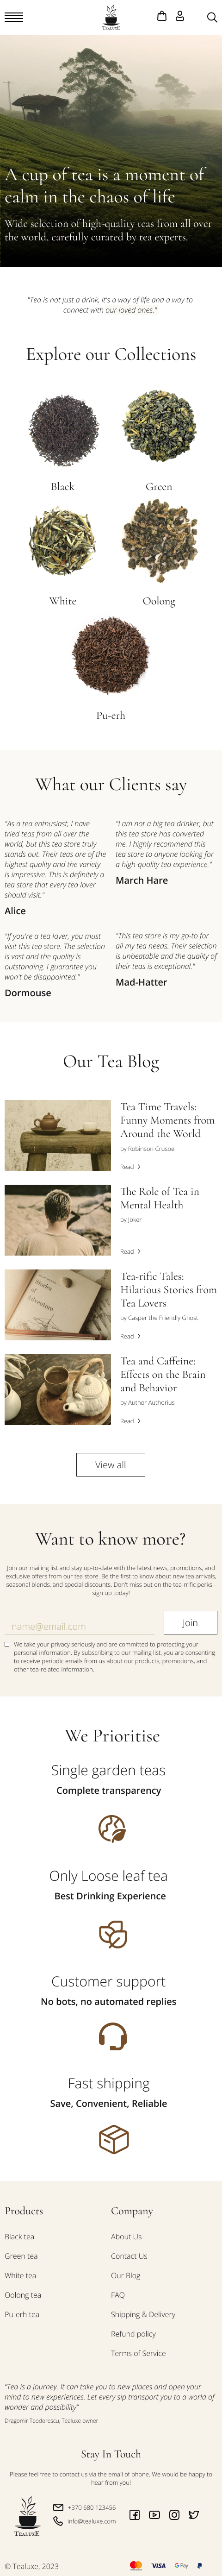 TEALUXE
A cup of tea is a moment of
calm in the chaos of life
Wide selection of high-quality teas from all over
the world, carefully curated by tea experts.
"Tea is not just a drink, it's a way of life and a way to
connect with our loved ones."
Explore our Collections
Black
Green
White
Oolong
Pu-erh
What our Clients say
"As a tea enthusiast, I have
tried teas from all over the
world, but this tea store truly
stands out. Their teas are of the
highest quality and the variety
is impressive. This is definitely a
tea store that every tea lover
should visit."
Alice
"I am not a big tea drinker, but
this tea store has converted
me. I highly recommend this
tea store to anyone looking for
a high-quality tea experience."
March Hare
"If you're a tea lover, you must
visit this tea store. The selection
is vast and the quality is
outstanding. I guarantee you
won't be disappointed."
Dormouse
"This tea store is my go-to for
all my tea needs. Their selection
is unbeatable and the quality of
their teas is exceptional."
Mad-Hatter
Our Tea Blog
Tea Time Travels:
Funny Moments from
Around the World
by Robinson Crusoe
Read
The Role of Tea in
Mental Health
by Joker
Read
Stories
of
Adventure
Tea-rific Tales:
Hilarious Stories from
Tea Lovers
by Casper the Friendly Ghost
Read
Tea and Caffeine:
Effects on the Brain
and Behavior
by Author Authorius
Read
View all
Want to know more?
Join our mailing list and stay up-to-date with the latest news, promotions, and
exclusive offers from our tea store. Be the first to know about new tea arrivals,
seasonal blends, and special discounts. Don't miss out on the tea-rrific perks -
sign up today!
name@email.com
Join
We take your privacy seriously and are committed to protecting your
personal information. By subscribing to our mailing list, you are consenting
to receive periodic emails from us about our products, promotions, and
other tea-related information.
We Prioritise
Single garden teas
Complete transparency
Only Loose leaf tea
Best Drinking Experience
Customer support
No bots, no automated replies
Fast shipping
Save, Convenient, Reliable
Products
Black tea
Green tea
White tea
Oolong tea
Pu-erh tea
Company
About Us
Contact Us
Our Blog
FAQ
Shipping & Delivery
Refund policy
Terms of Service
"Tea is a journey. It can take you to new places and open your
mind to new experiences. Let every sip transport you to a world of
wonder and possibility"
Dragomir Teodorescu, Tealuxe owner
Stay In Touch
Please feel free to contact us via the email of phone. We would be happy to
hear from you!
TEALUXE
+370 680 123456
info@tealuxe.com
© Tealuxe, 2023
VISA
G Pay